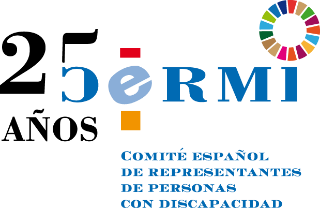 25 cermi
AÑOS
COMITÉ ESPAÑOL
DE REPRESENTANTES
DE PERSONAS
CON DISCAPACIDAD